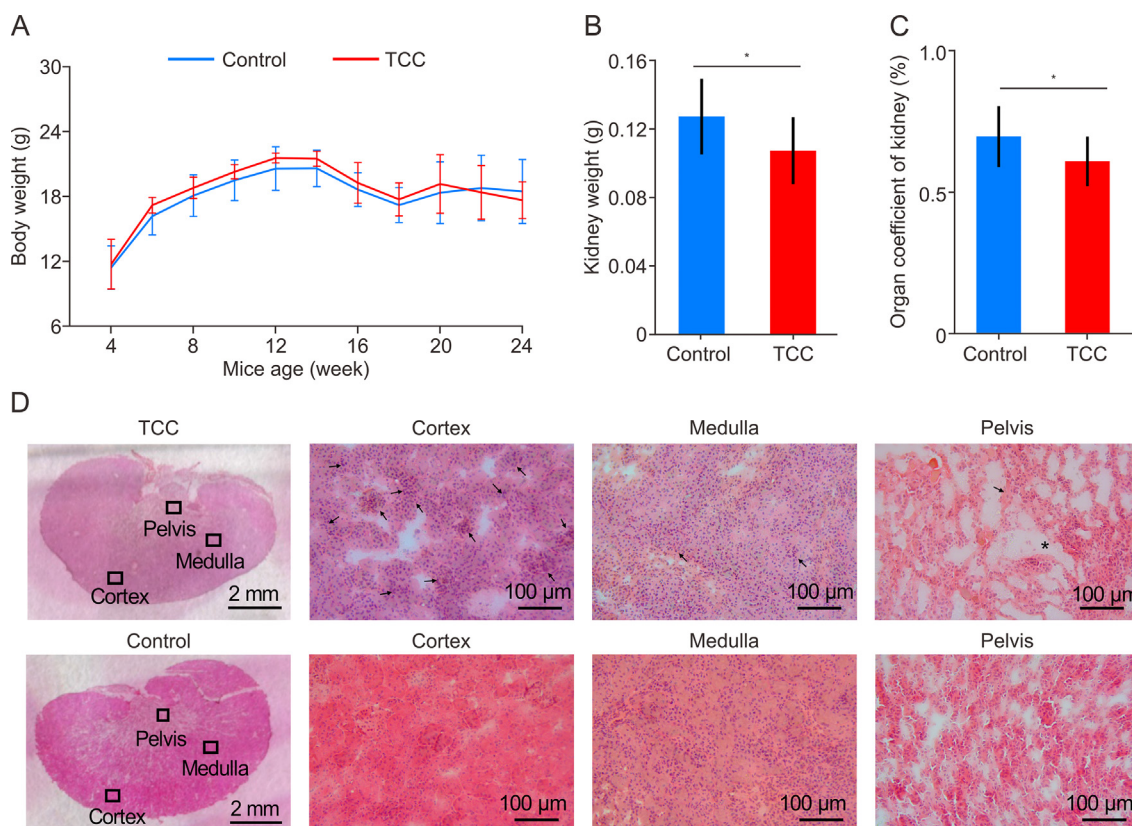 A
Control
TCC
Body weight (g)
30
24
18
12
6
4
8
12
16
20
24
Mice age (week)
B
*
Kidney weight (g)
0.16
0.12
0.08
0.04
0
Control
TCC
C
*
Organ coefficient of kidney (%)
1.0
0.5
0
Control
TCC
D
TCC
Cortex
Medulla
Pelvis
Pelvis
Medulla
Cortex
2 mm
100 µm
100 µm
*
100 µm
Control
Cortex
Medulla
Pelvis
Pelvis
Medulla
Cortex
2 mm
100 µm
100 µm
100 µm